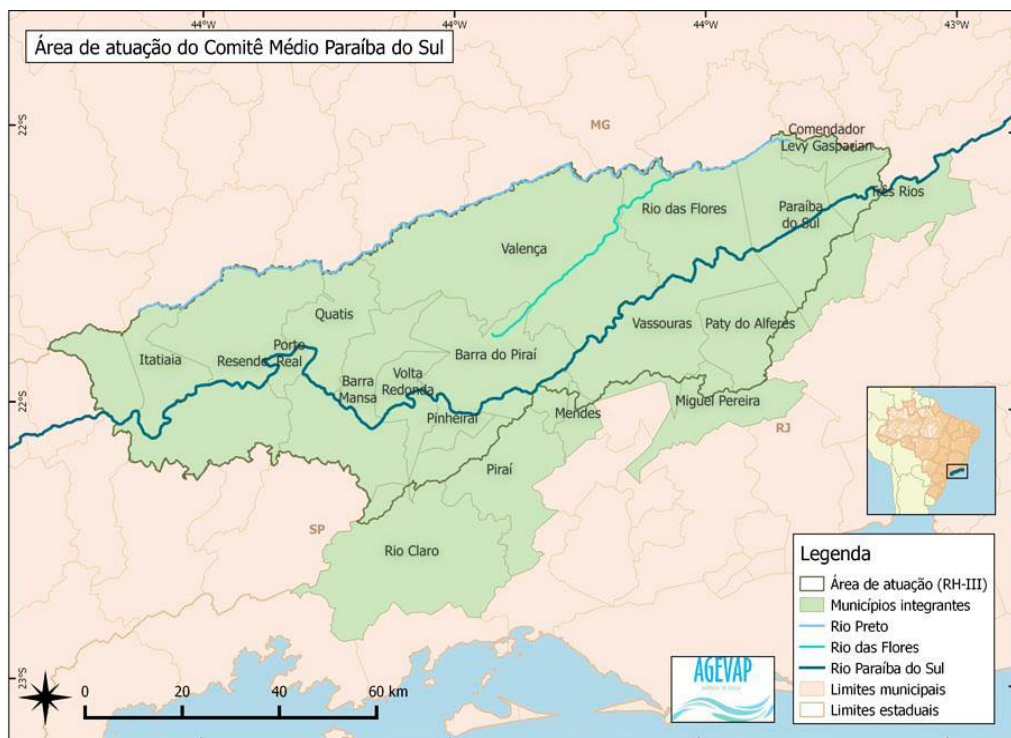 44°W
44°W
44°W
43°W
Área de atuação do Comitê Médio Paraíba do Sul
22°S
MG
Comendador
Levy Gasparian
Três Rios
Rio das Flores
Paraíba
do Sul
Valença
Quatis
Vassouras
Paty do Alferes
Itatiaia
Resende
Porto
Real
Barra do Piraí
Volta
Redonda
Barra
Mansa
22°S
Pinheiral
Mendes
Miguel Pereira
RJ
Piraí
SP
Rio Claro
23°S
0
20
40
60 km
AGEVAP
Legenda
Área de atuação (RH-III)
Municípios integrantes
Rio Preto
Rio das Flores
Rio Paraíba do Sul
Limites municipais
Limites estaduais